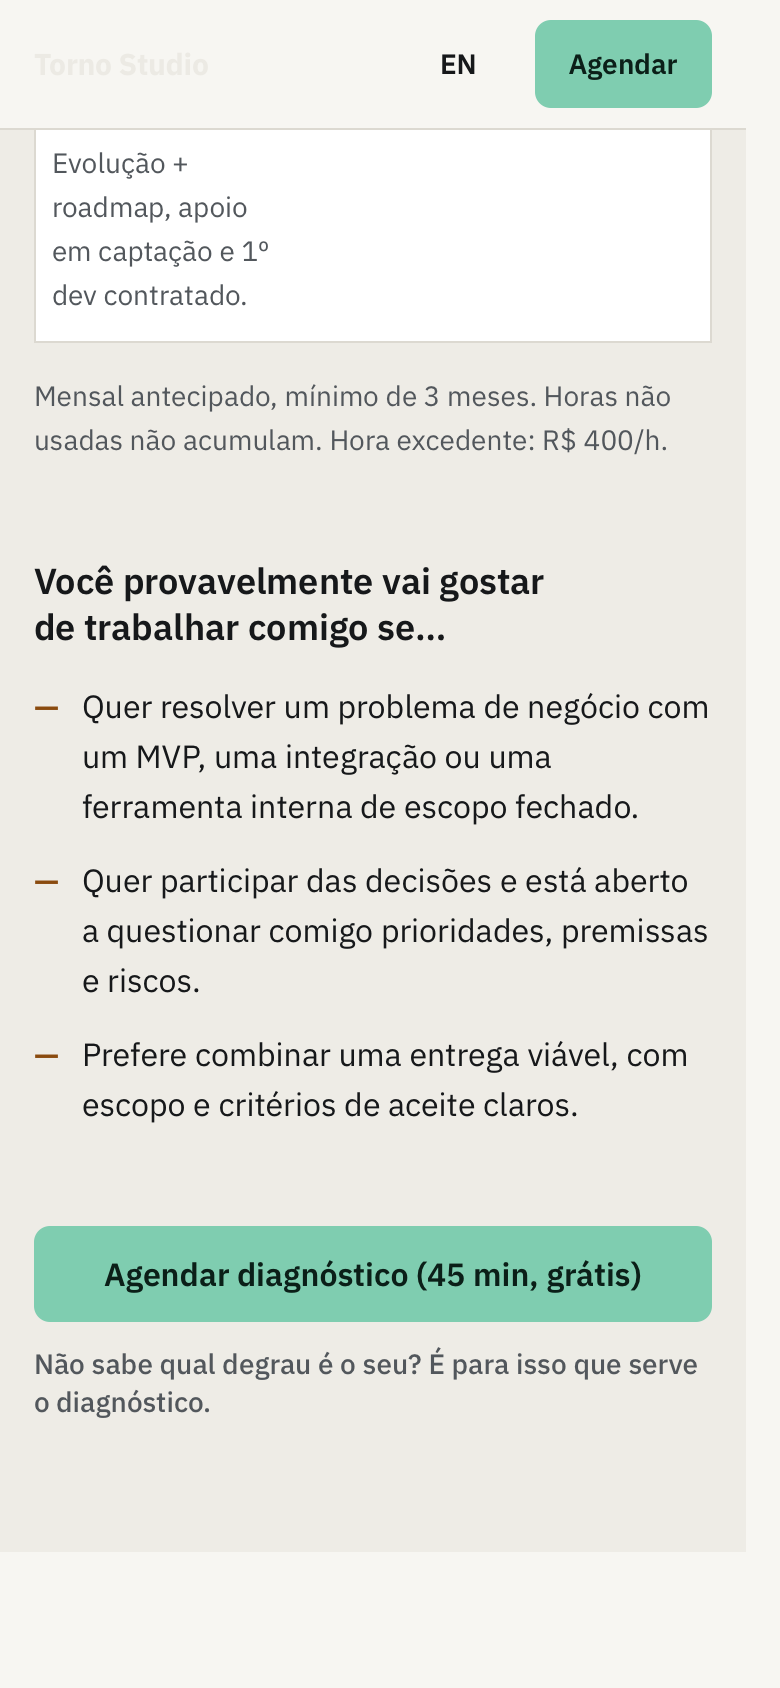 Torno Studio
EN
Agendar
Evolução +
roadmap, apoio
em captação e 1º
dev contratado.
Mensal antecipado, mínimo de 3 meses. Horas não
usadas não acumulam. Hora excedente: R$ 400/h.
Você provavelmente vai gostar
de trabalhar comigo se...
— Quer resolver um problema de negócio com
um MVP, uma integração ou uma
ferramenta interna de escopo fechado.
— Quer participar das decisões e está aberto
a questionar comigo prioridades, premissas
e riscos.
— Prefere combinar uma entrega viável, com
escopo e critérios de aceite claros.
Agendar diagnóstico (45 min, grátis)
Não sabe qual degrau é o seu? É para isso que serve
o diagnóstico.